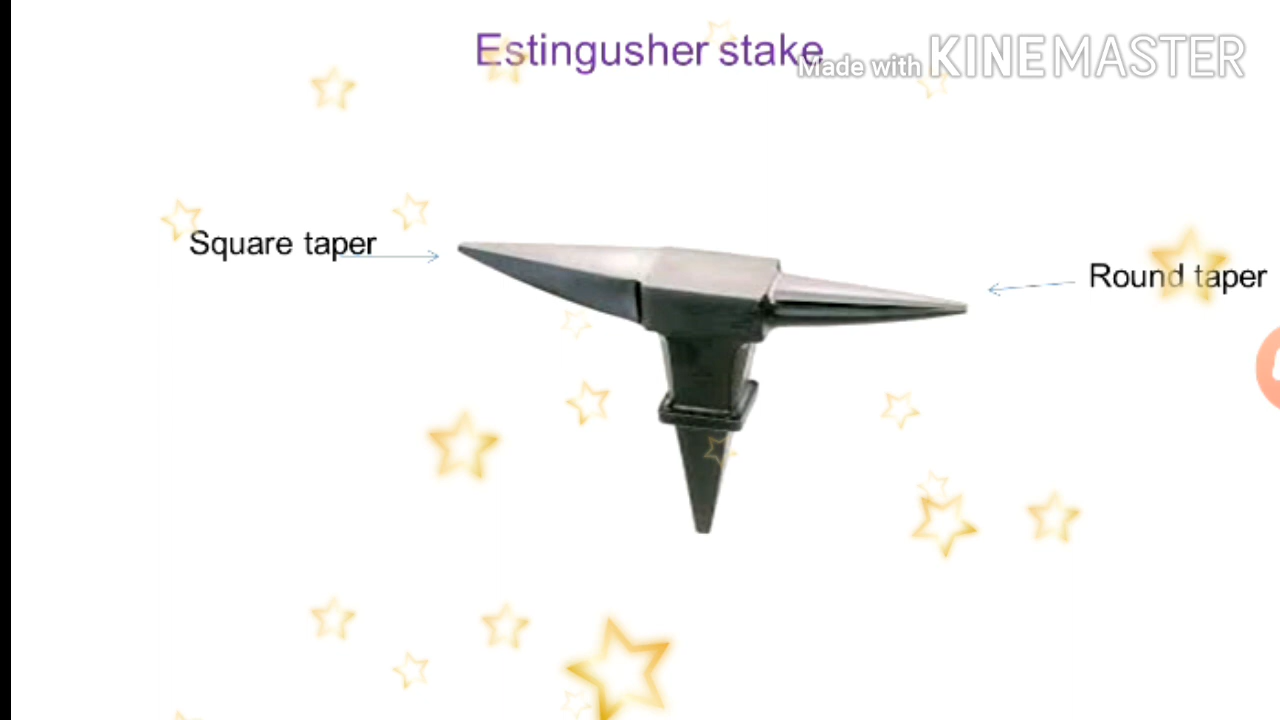 Estingusher stake
Made with KINEMASTER
Square taper
Round taper